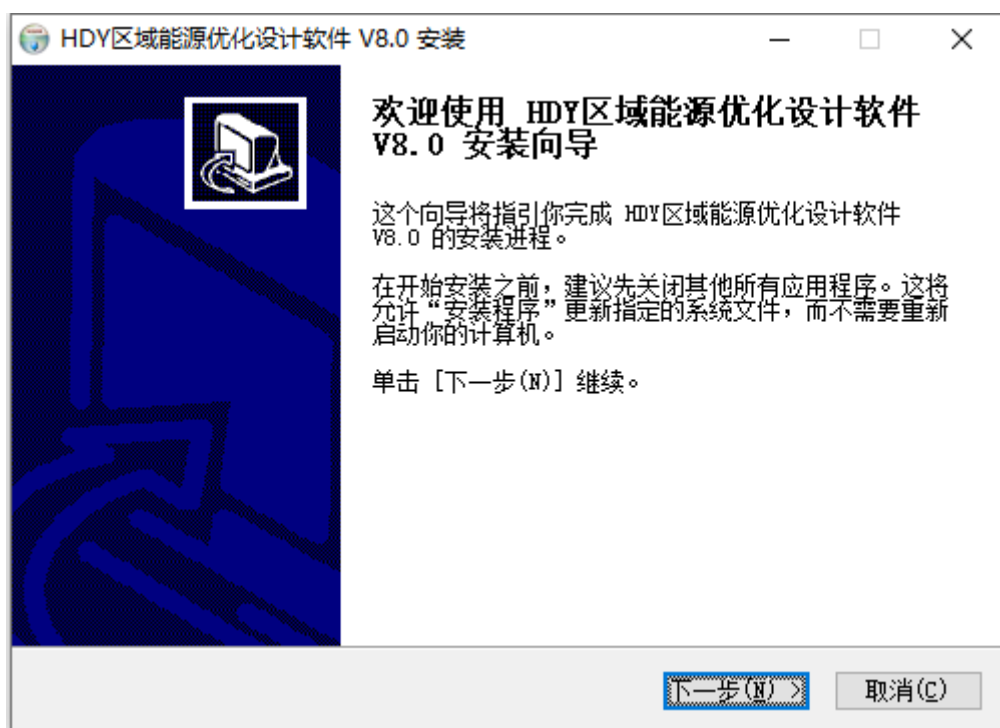 HDY区域能源优化设计软件 V8.0 安装
欢迎使用 HDY区域能源优化设计软件
V8.0 安装向导
这个向导将指引你完成 HDY区域能源优化设计软件
V8.0 的安装进程。
在开始安装之前，建议先关闭其他所有应用程序。这将
允许“安装程序”更新指定的系统文件，而不需要重新
启动你的计算机。
单击 [下一步(N)] 继续。
下一步(N) >
取消(C)